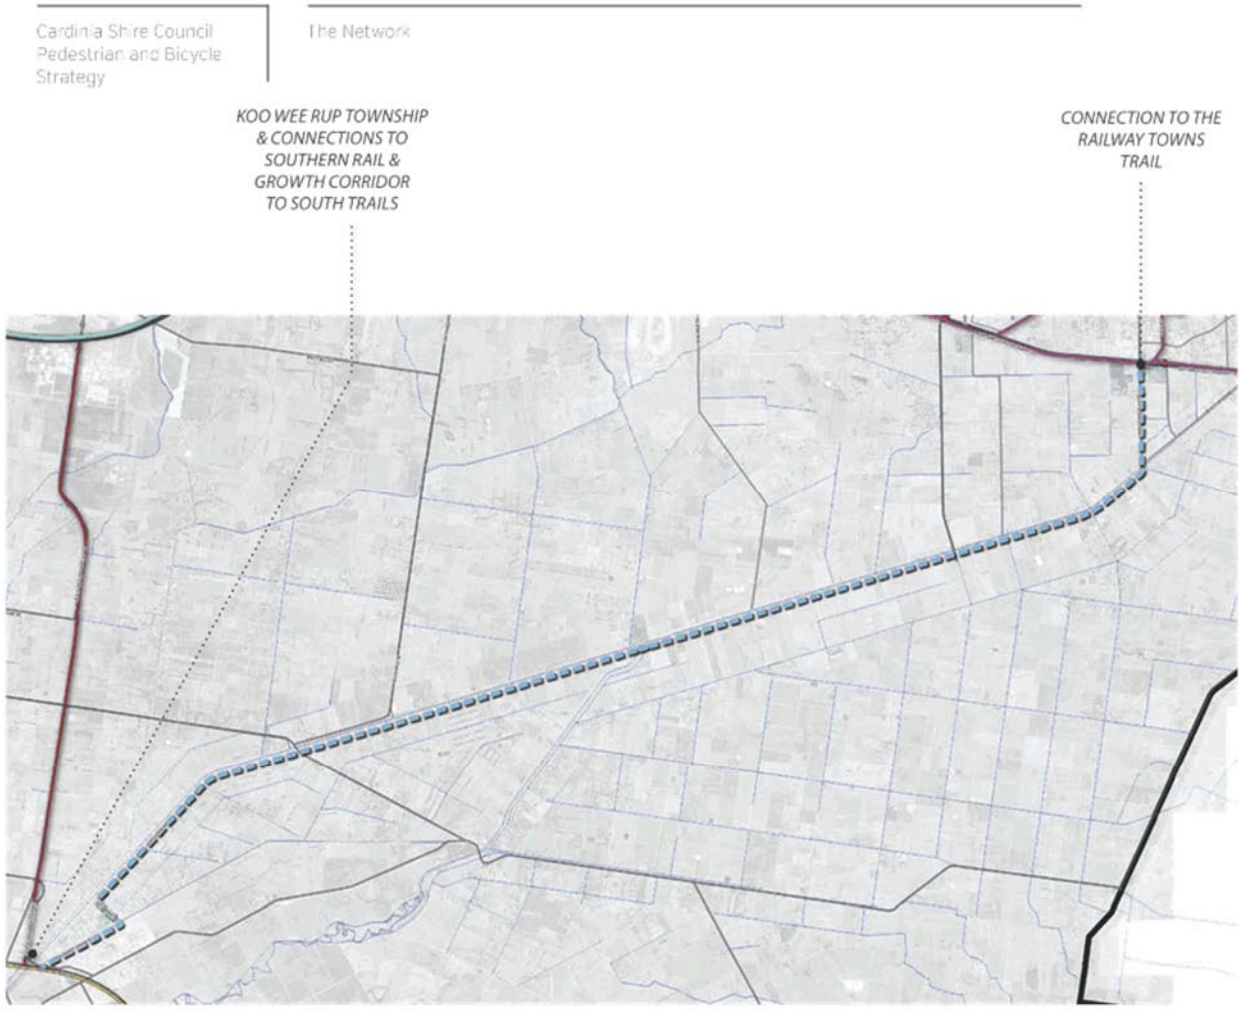 Cardinia Shire Council
Pedestrian and Bicycle
Strategy
The Network
KOO WEE RUP TOWNSHIP
& CONNECTIONS TO
SOUTHERN RAIL &
GROWTH CORRIDOR
TO SOUTH TRAILS
CONNECTION TO THE
RAILWAY TOWNS
TRAIL